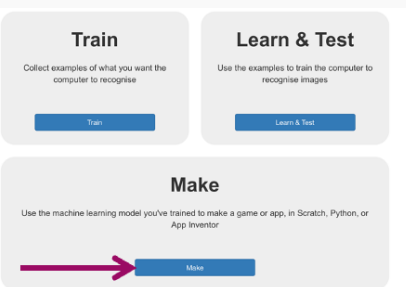 Train
Collect examples of what you want the
computer to recognise
Train
Learn & Test
Use the examples to train the computer to
recognise images
Learn & Test
Make
Use the machine learning model you've trained to make a game or app, in Scratch, Python, or
App Inventor
Make